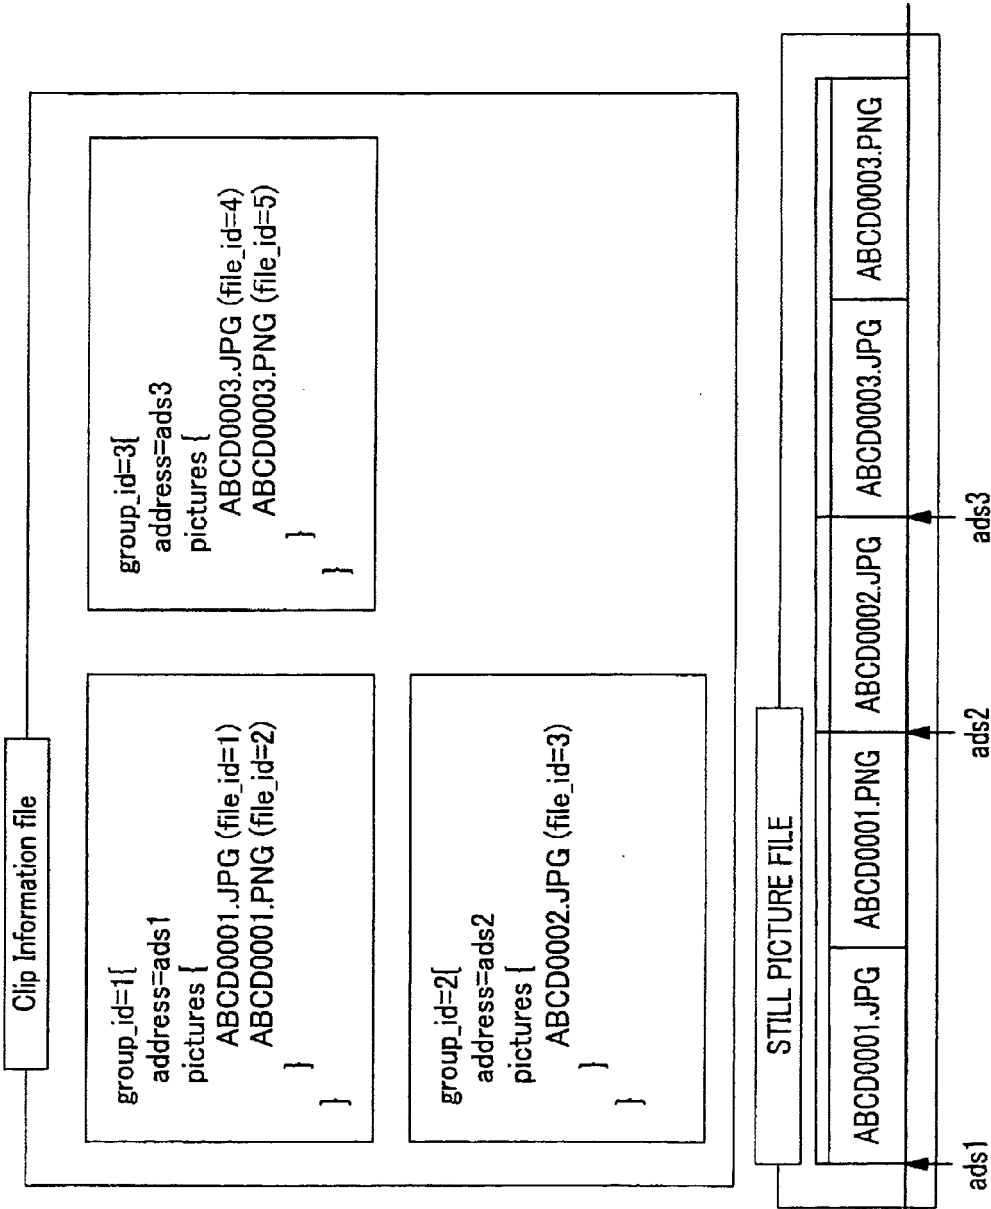 Clip Information file
group_id=1{
address=ads1
pictures {
ABCD0001.JPG (file_id=1)
ABCD0001.PNG (file_id=2)
}
}
group_id=3{
address=ads3
pictures {
ABCD0003.JPG (file_id=4)
ABCD0003.PNG (file_id=5)
}
}
group_id=2{
address=ads2
pictures {
ABCD0002.JPG (file_id=3)
}
}
STILL PICTURE FILE
ABCD0001.JPG
ABCD0001.PNG
ABCD0002.JPG
ABCD0003.JPG
ABCD0003.PNG
ads1
ads2
ads3